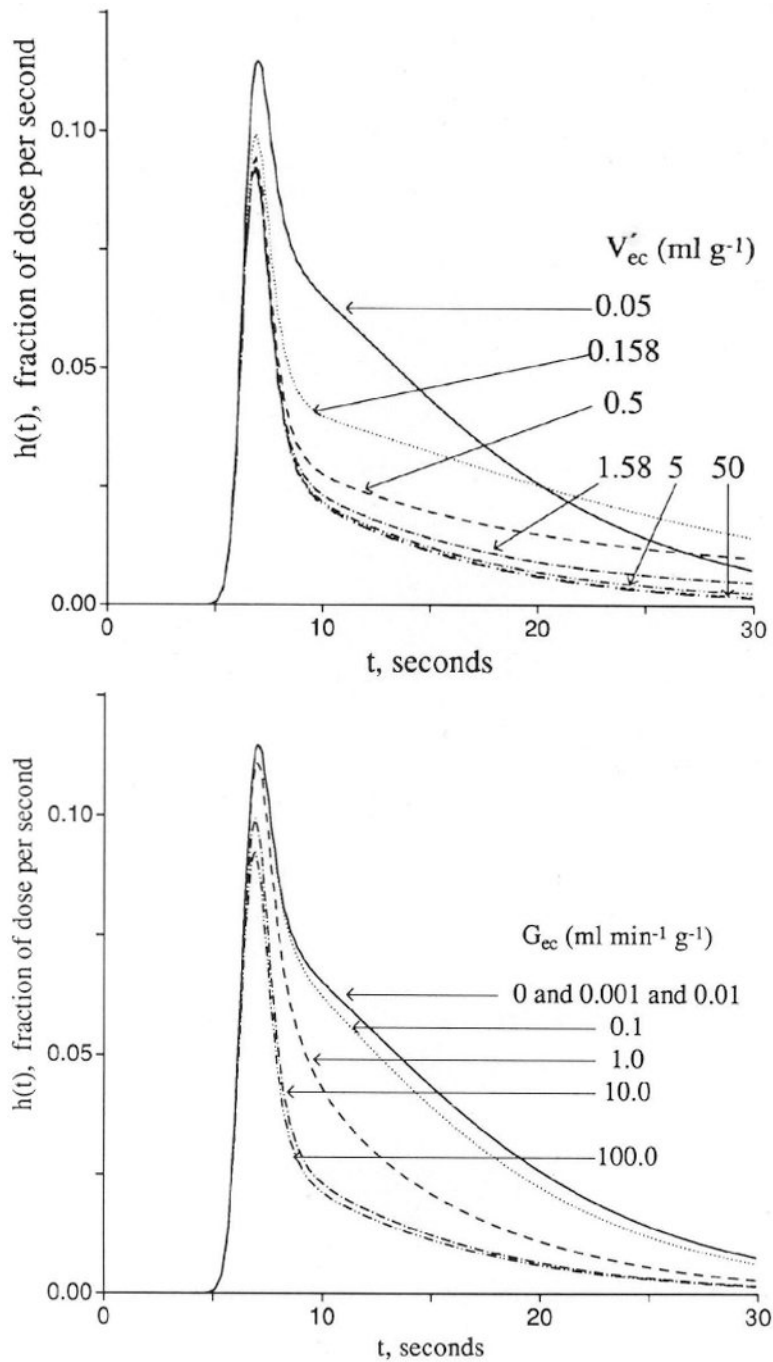 h(t), fraction of dose per second
0.10
0.05
0.00
V′ec (ml g-1)
0.05
0.158
0.5
1.58 5 50
0 10 20 30
t, seconds
h(t), fraction of dose per second
0.10
0.05
0.00
Gec (ml min-1 g-1)
0 and 0.001 and 0.01
0.1
1.0
10.0
100.0
0 10 20 30
t, seconds